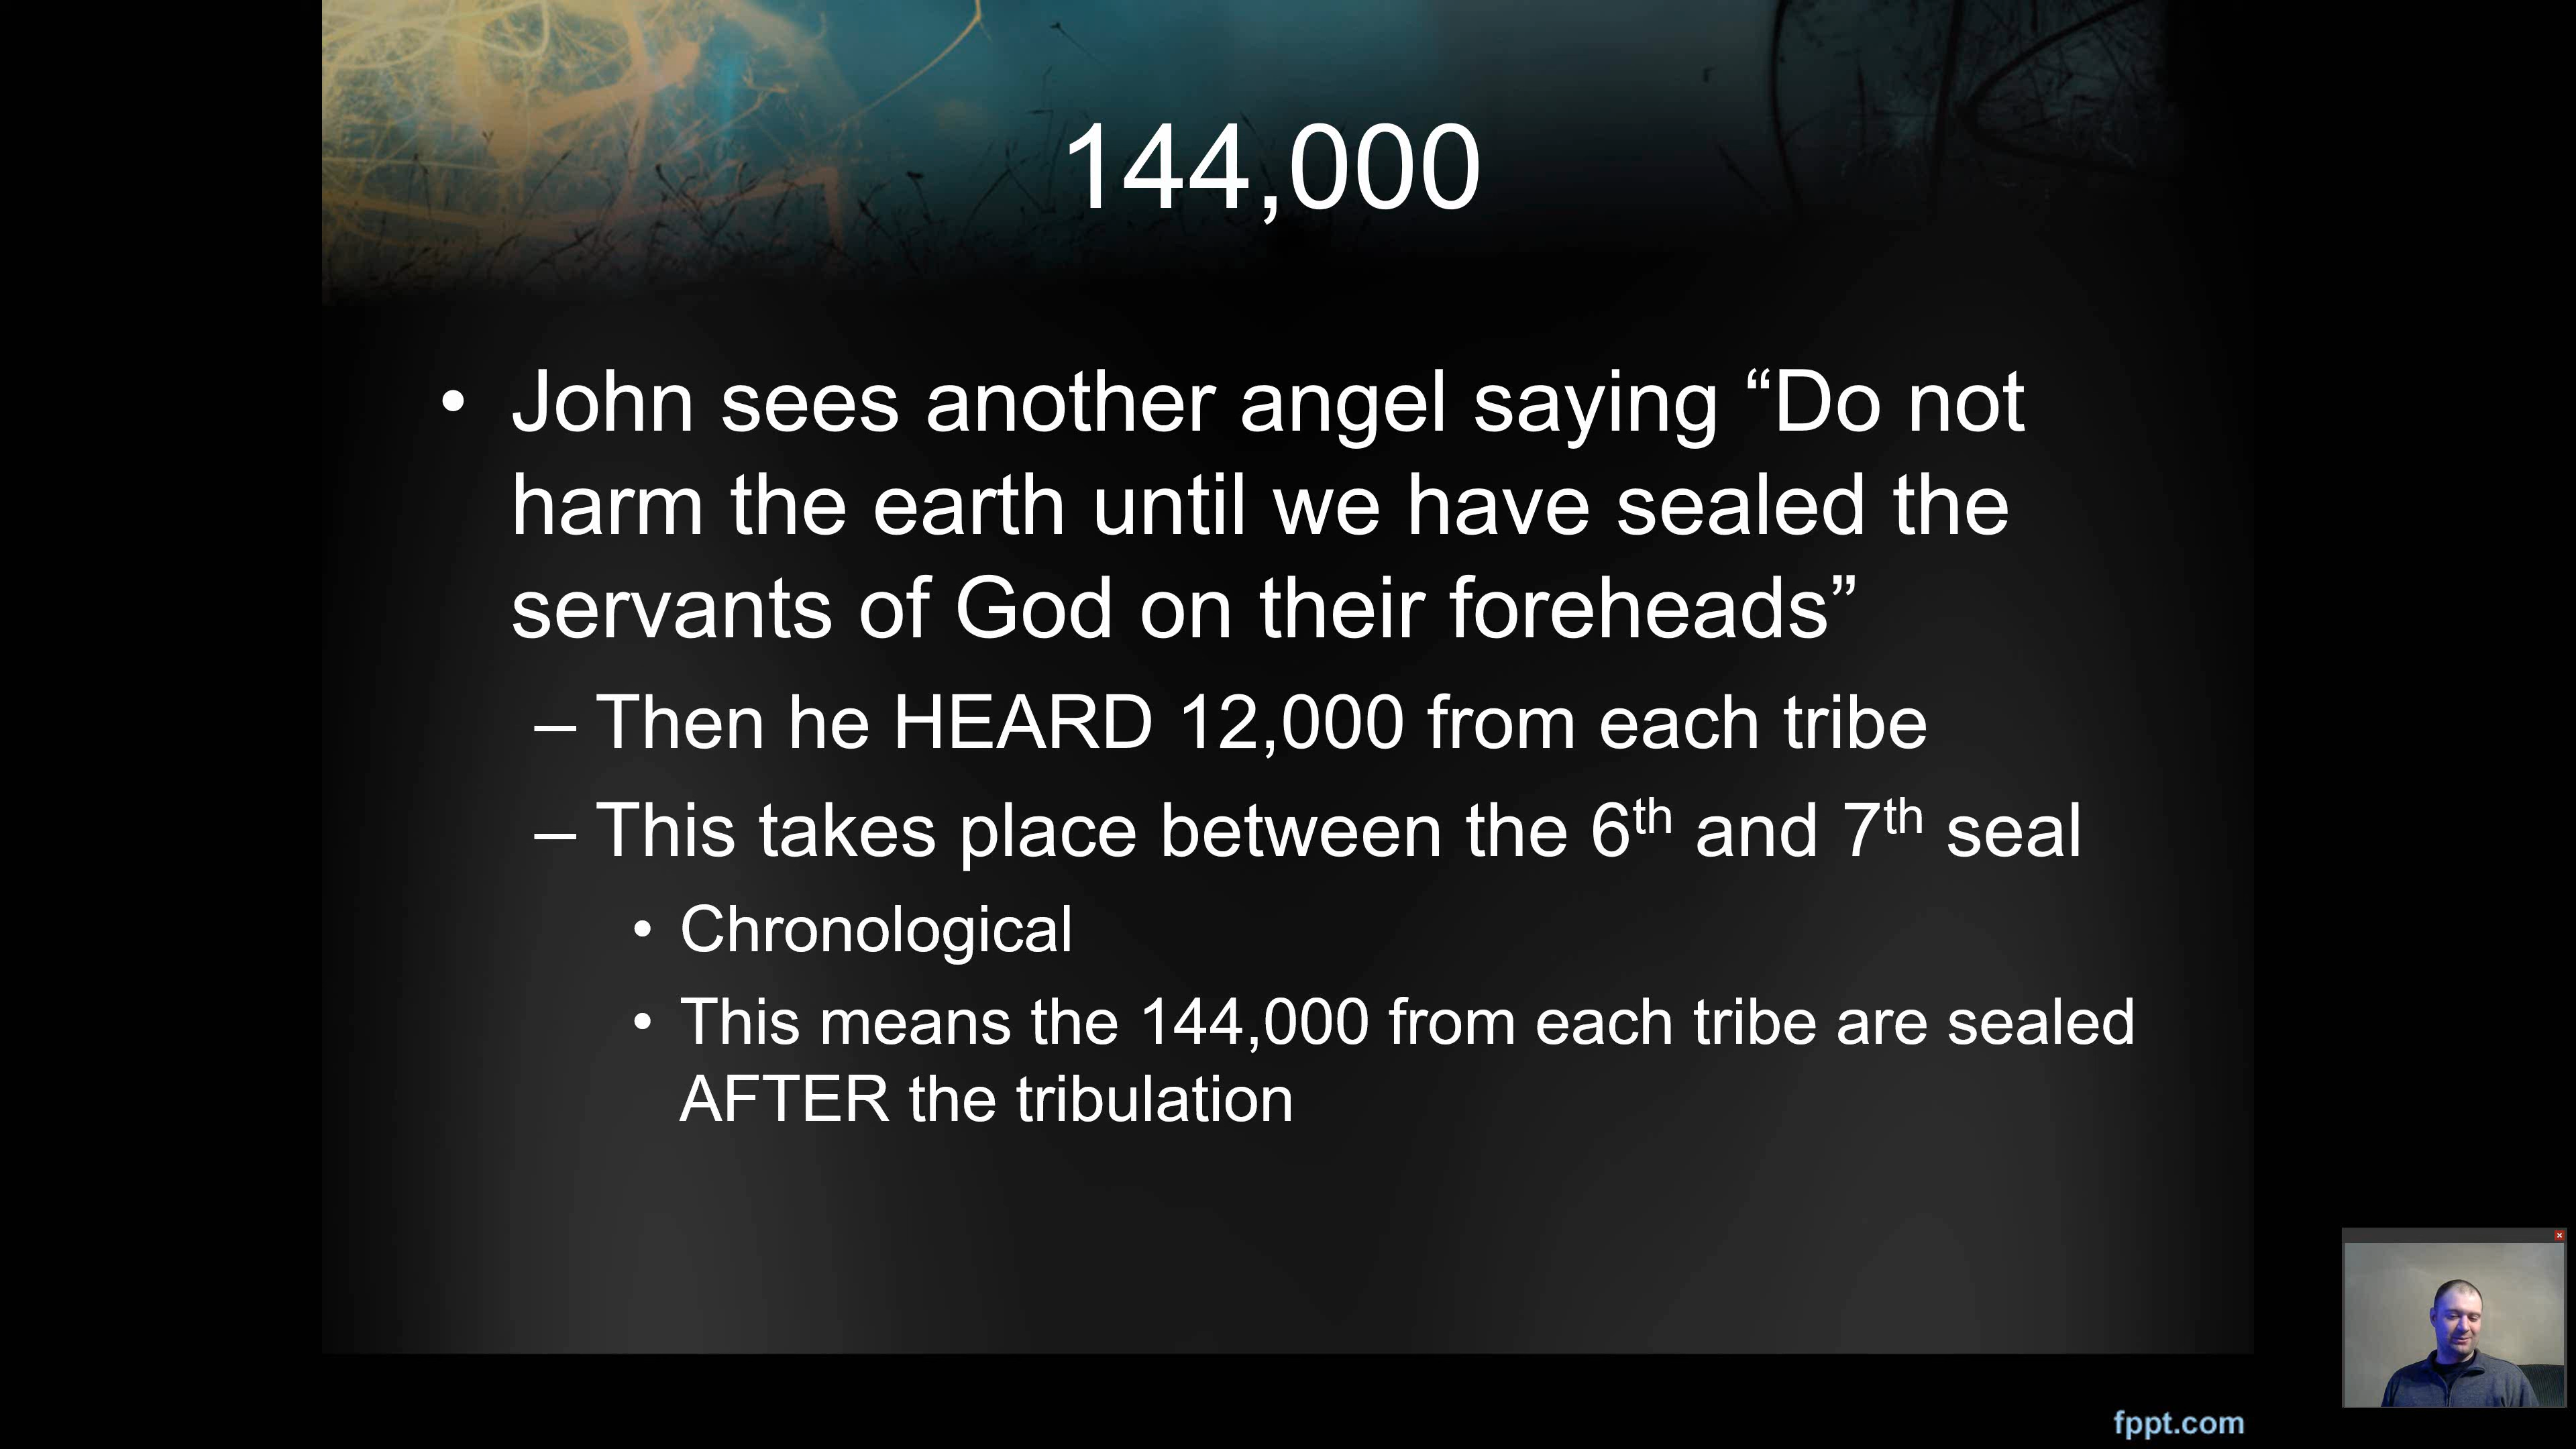 144,000
• John sees another angel saying “Do not
harm the earth until we have sealed the
servants of God on their foreheads”
– Then he HEARD 12,000 from each tribe
– This takes place between the 6th and 7th seal
• Chronological
• This means the 144,000 from each tribe are sealed
AFTER the tribulation
fppt.com